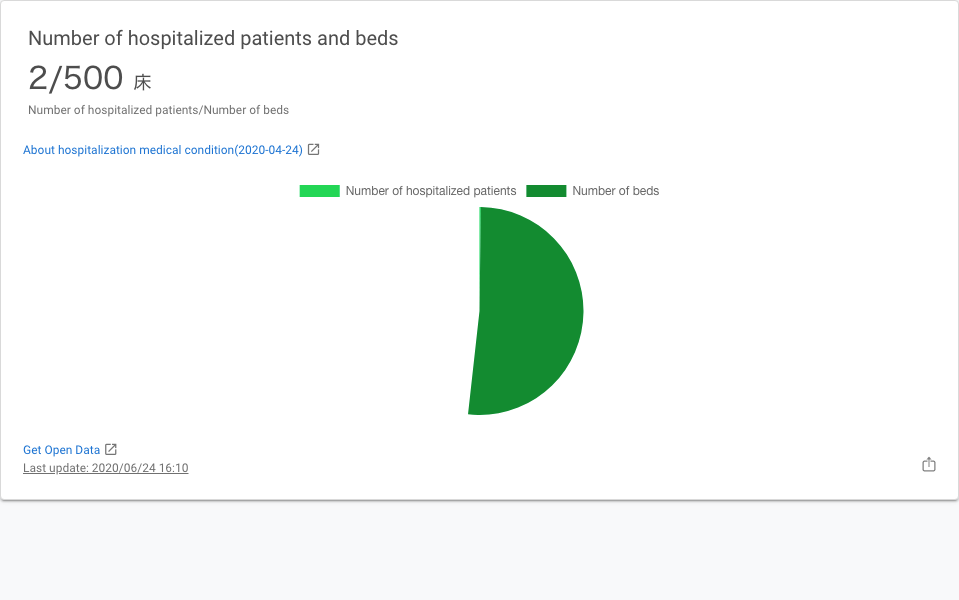 Number of hospitalized patients and beds
2/500 床
Number of hospitalized patients/Number of beds
About hospitalization medical condition(2020-04-24)
Number of hospitalized patients Number of beds
Get Open Data
Last update: 2020/06/24 16:10